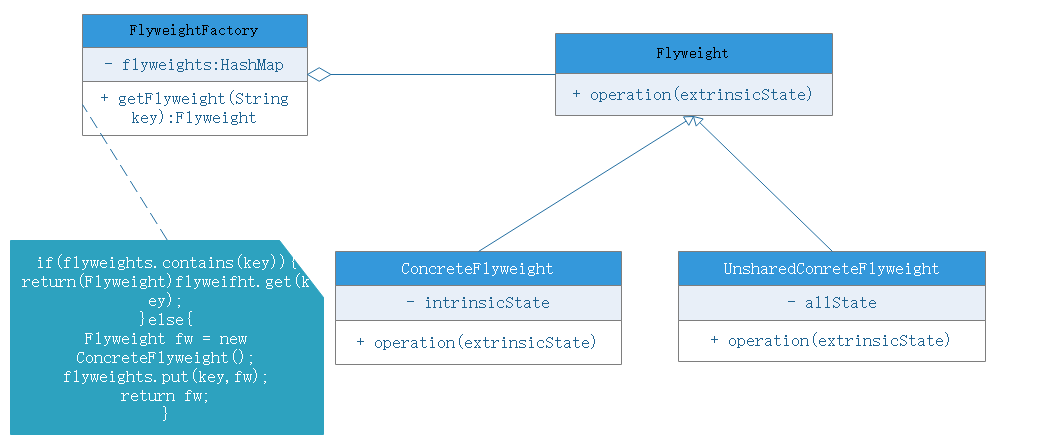 FlyweightFactory
- flyweights:HashMap
+ getFlyweight(String
key):Flyweight
Flyweight
+ operation(extrinsicState)
if(flyweights.contains(key)){
return(Flyweight)flyweifht.get(k
ey);
}else{
Flyweight fw = new
ConcreteFlyweight();
flyweights.put(key,fw);
return fw;
}
ConcreteFlyweight
- intrinsicState
+ operation(extrinsicState)
UnsharedConreteFlyweight
- allState
+ operation(extrinsicState)